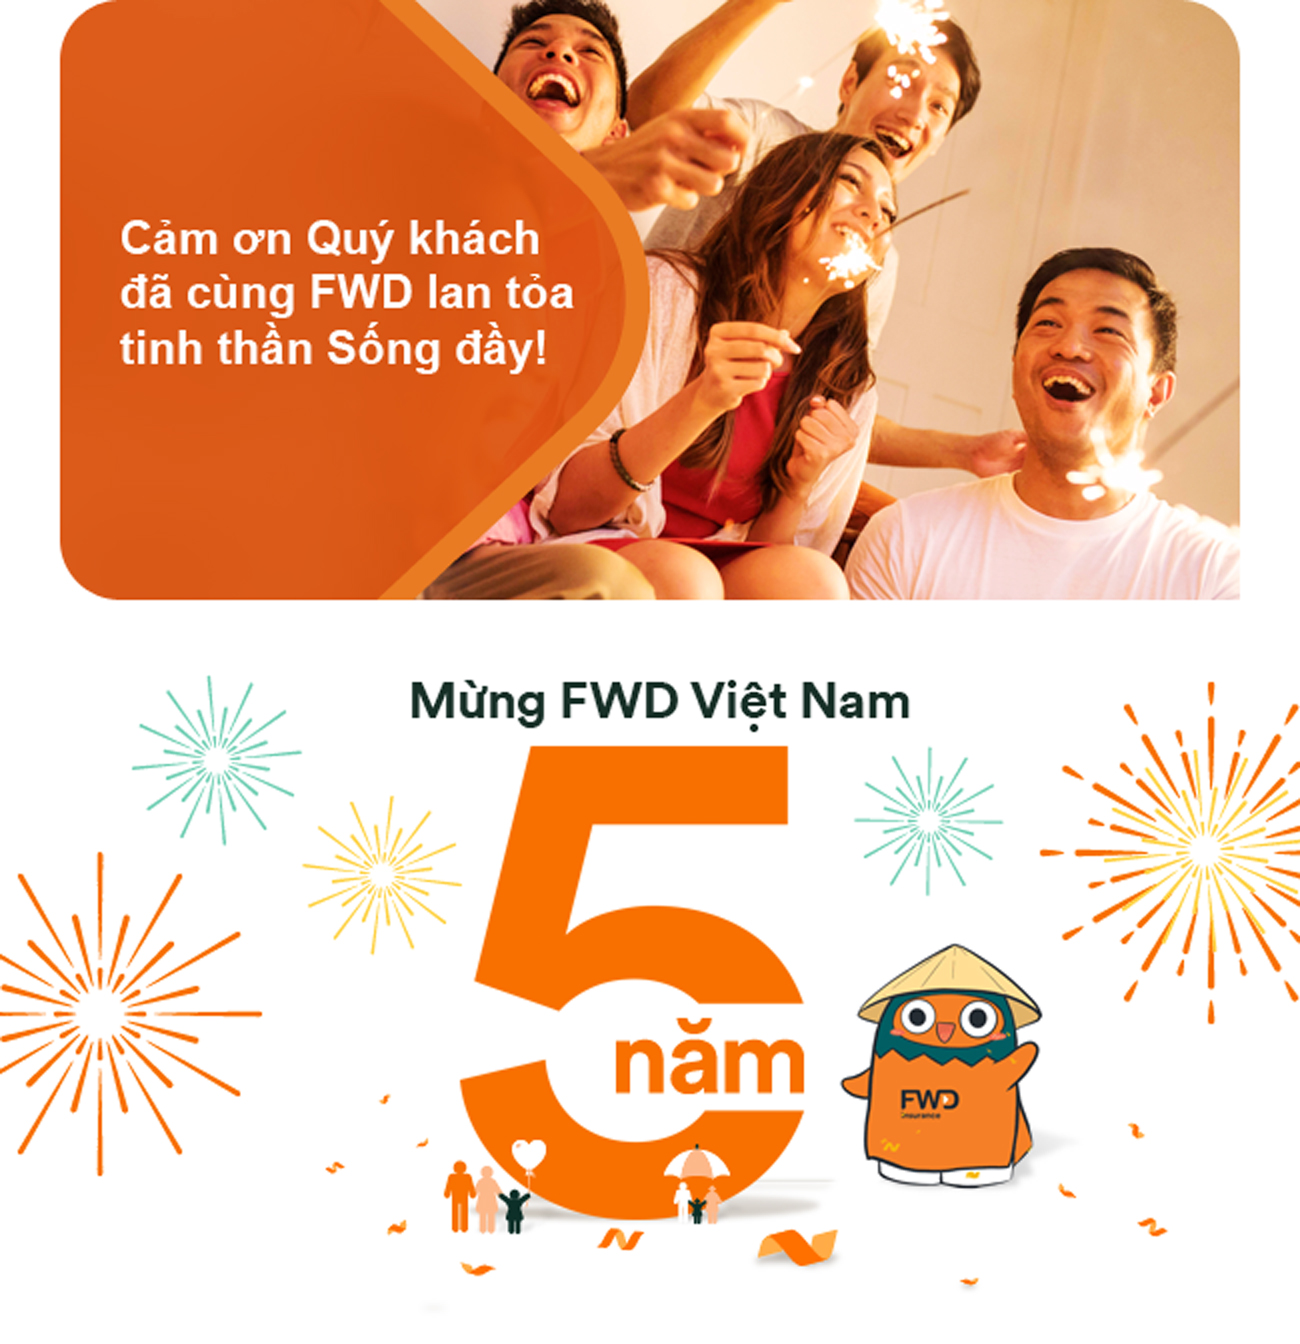 Cảm ơn Quý khách
đã cùng FWD lan tỏa
tinh thần Sống đầy!
Mừng FWD Việt Nam
5
năm
FWD
insurance